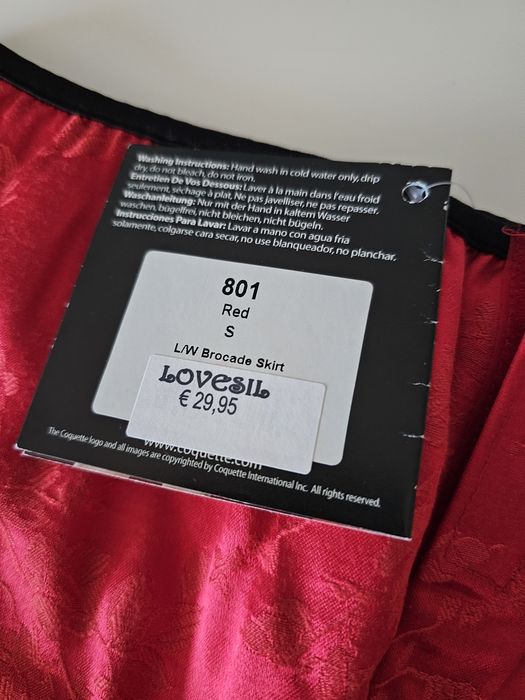 Washing Instructions: Hand wash in cold water only, drip
dry, do not bleach, do not iron.
Entretien De Vos Dessous: Laver à la main dans l'eau froid
seulement, séchage à plat. Ne pas javelliser, ne pas repasser.
Waschanleitung: Nur mit der Hand in kaltem Wasser
waschen, bügelfrei, nicht bleichen, nicht bügeln.
Instrucciones Para Lavar: Lavar a mano con agua fria
solamente, colgarse cara secar, no use blanqueador, no planchar.
801
Red
S
L/W Brocade Skirt
LOVESIL
€ 29,95
www.coquette.com
The Coquette logo and all images are copyrighted by Coquette International Inc. All rights reserved.